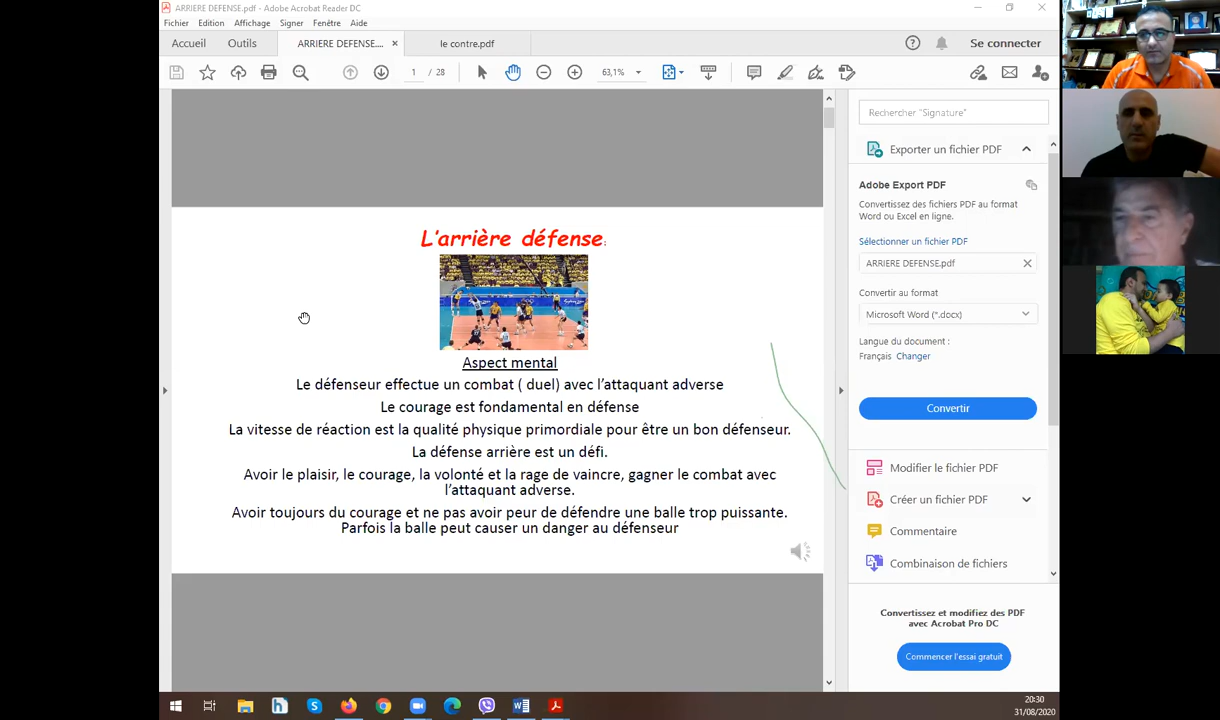 ARRIERE DEFENSE.pdf - Adobe Acrobat Reader DC
Fichier Edition Affichage Signer Fenêtre Aide
Accueil Outils ARRIERE DEFENSE.... × le contre.pdf Se connecter
1 / 28 63,1%
Rechercher "Signature"
Exporter un fichier PDF
Adobe Export PDF
Convertissez des fichiers PDF au format
Word ou Excel en ligne.
Sélectionner un fichier PDF
ARRIERE DEFENSE.pdf
Convertir au format
Microsoft Word (*.docx)
Langue du document :
Français Changer
Convertir
Modifier le fichier PDF
Créer un fichier PDF
Commentaire
Combinaison de fichiers
Convertissez et modifiez des PDF
avec Acrobat Pro DC
Commencer l'essai gratuit
L'arrière défense:
Aspect mental
Le défenseur effectue un combat ( duel) avec l'attaquant adverse
Le courage est fondamental en défense
La vitesse de réaction est la qualité physique primordiale pour être un bon défenseur.
La défense arrière est un défi.
Avoir le plaisir, le courage, la volonté et la rage de vaincre, gagner le combat avec
l'attaquant adverse.
Avoir toujours du courage et ne pas avoir peur de défendre une balle trop puissante.
Parfois la balle peut causer un danger au défenseur
20:30
31/08/2020